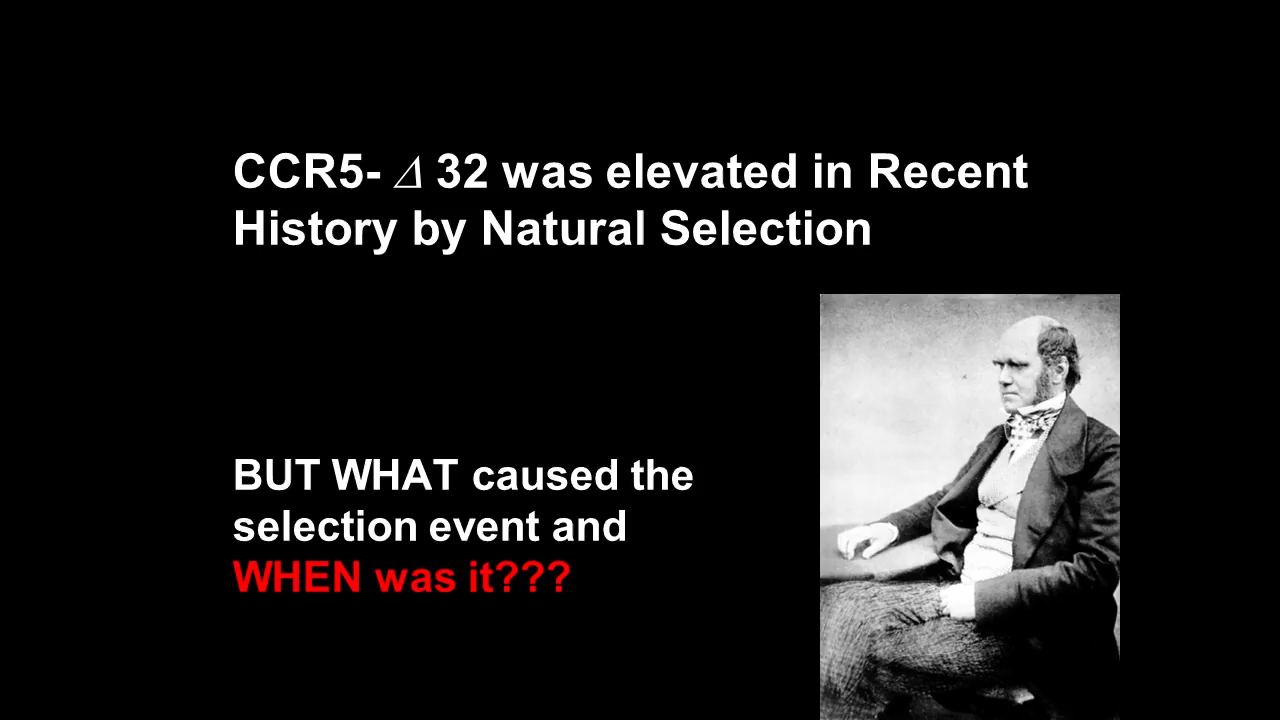 CCR5- Δ 32 was elevated in Recent
History by Natural Selection
BUT WHAT caused the
selection event and
WHEN was it???